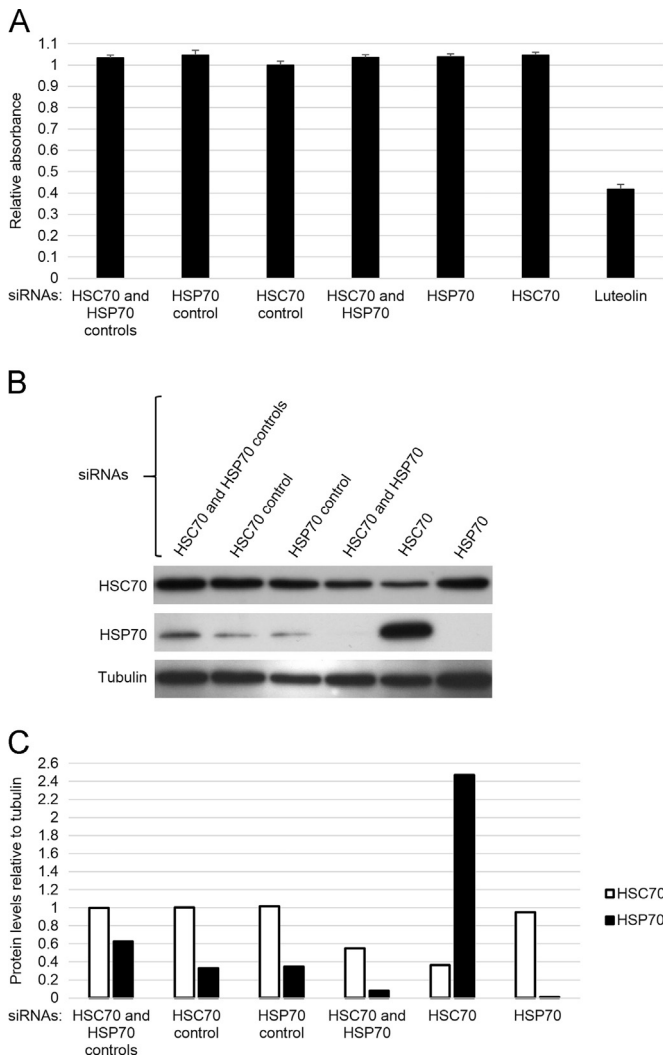 A
1.1
1
0.9
0.8
0.7
0.6
0.5
0.4
0.3
0.2
0.1
0
Relative absorbance
siRNAs:
HSC70 and
HSP70
controls
HSP70
control
HSC70
control
HSC70 and
HSP70
HSP70
HSC70
Luteolin
B
siRNAs
HSC70 and HSP70 controls
HSC70 control
HSP70 control
HSC70 and HSP70
HSC70
HSP70
HSC70
HSP70
Tubulin
C
2.6
2.4
2.2
2
1.8
1.6
1.4
1.2
1
0.8
0.6
0.4
0.2
0
Protein levels relative to tubulin
HSC70
HSP70
siRNAs:
HSC70 and
HSP70
controls
HSC70
control
HSP70
control
HSC70 and
HSP70
HSC70
HSP70